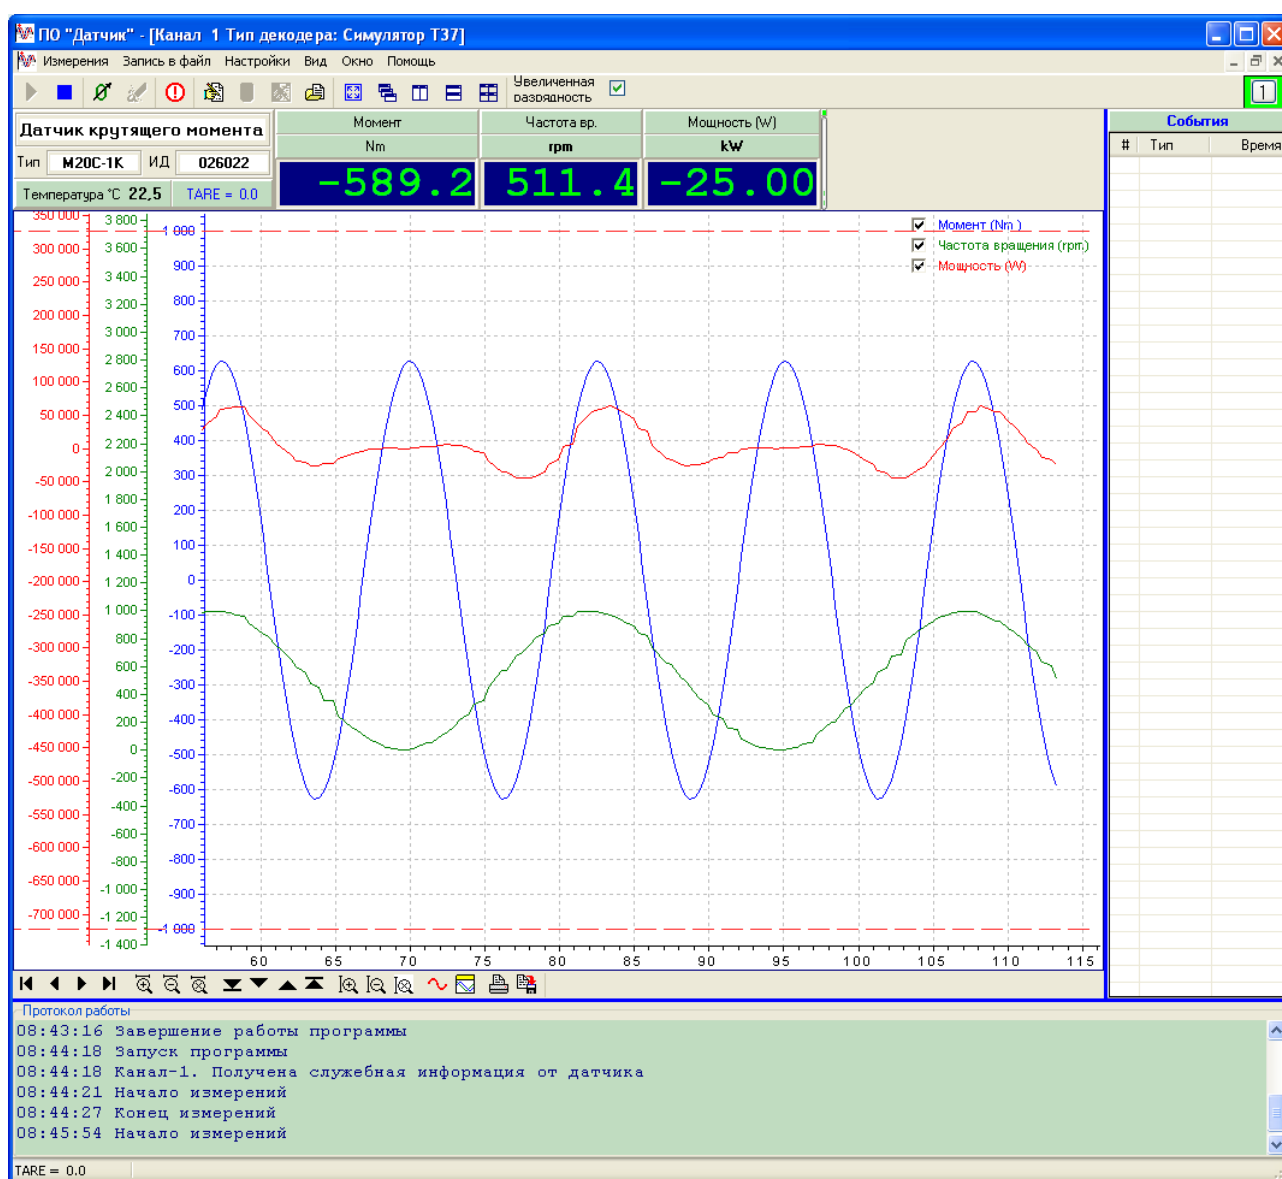 ПО "Датчик" - [Канал 1 Тип декодера: Симулятор Т37]
Измерения Запись в файл Настройки Вид Окно Помощь
Увеличенная
разрядность
1
Датчик крутящего момента
Тип М20С-1К ИД 026022
Температура °C 22,5 TARE = 0.0
Момент Частота вр. Мощность (W)
Nm rpm kW
-589.2 511.4 -25.00
События
# Тип Время
Момент (Nm )
Частота вращения (rpm)
Мощность (W)
350 000
300 000
250 000
200 000
150 000
100 000
50 000
0
-50 000
-100 000
-150 000
-200 000
-250 000
-300 000
-350 000
-400 000
-450 000
-500 000
-550 000
-600 000
-650 000
-700 000
3 800
3 600
3 400
3 200
3 000
2 800
2 600
2 400
2 200
2 000
1 800
1 600
1 400
1 200
1 000
800
600
400
200
0
-200
-400
-600
-800
-1 000
-1 200
-1 400
1 000
900
800
700
600
500
400
300
200
100
0
-100
-200
-300
-400
-500
-600
-700
-800
-900
-1 000
60 65 70 75 80 85 90 95 100 105 110 115
Протокол работы
08:43:16 Завершение работы программы
08:44:18 Запуск программы
08:44:18 Канал-1. Получена служебная информация от датчика
08:44:21 Начало измерений
08:44:27 Конец измерений
08:45:54 Начало измерений
TARE = 0.0